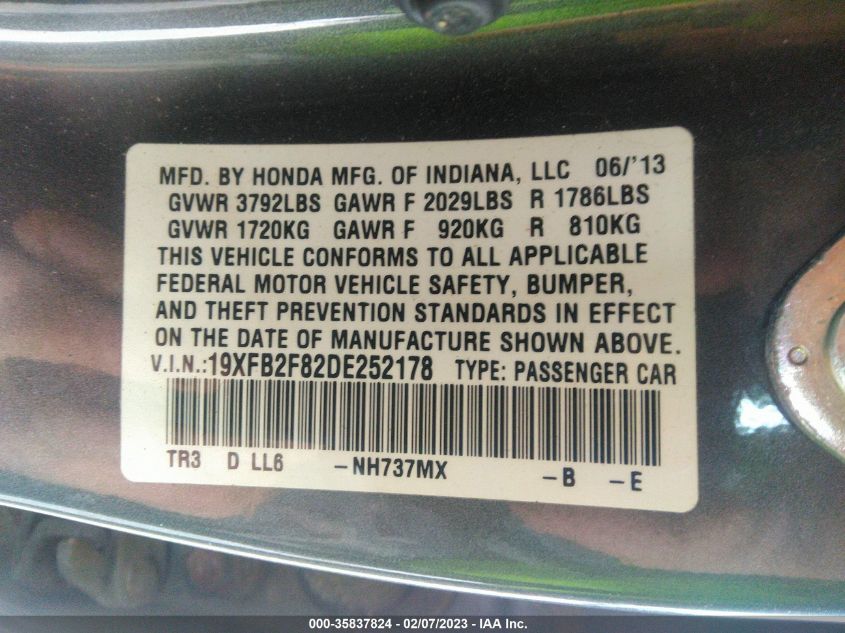 MFD. BY HONDA MFG. OF INDIANA, LLC 06/'13
GVWR 3792LBS GAWR F 2029LBS R 1786LBS
GVWR 1720KG GAWR F 920KG R 810KG
THIS VEHICLE CONFORMS TO ALL APPLICABLE
FEDERAL MOTOR VEHICLE SAFETY, BUMPER,
AND THEFT PREVENTION STANDARDS IN EFFECT
ON THE DATE OF MANUFACTURE SHOWN ABOVE.
V.I.N.:19XFB2F82DE252178 TYPE: PASSENGER CAR
TR3 D LL6 -NH737MX -B -E
000-35837824 - 02/07/2023 - IAA Inc.